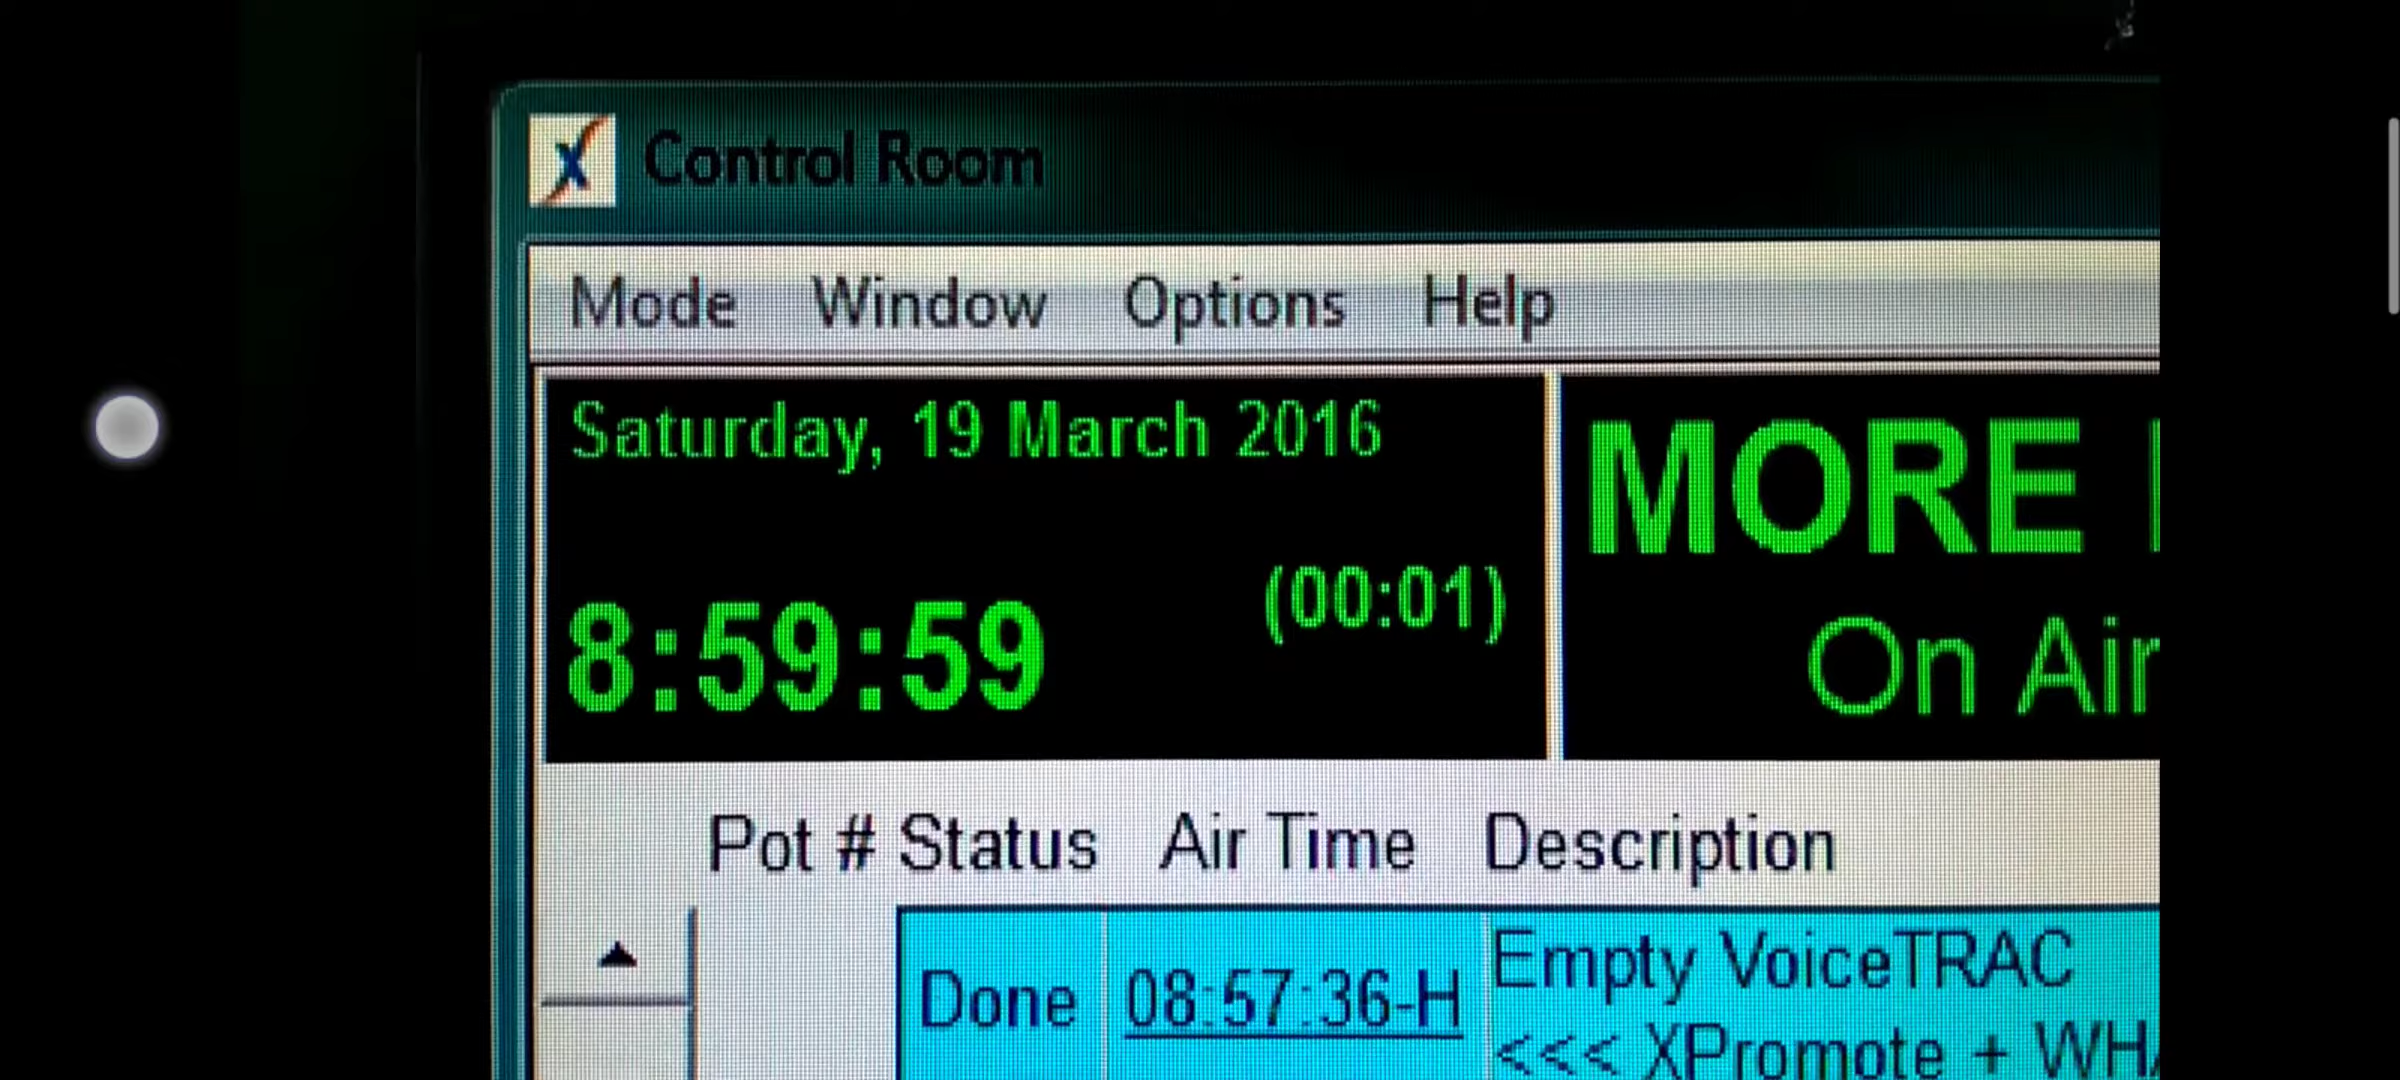 X Control Room
Mode Window Options Help
Saturday, 19 March 2016
(00:01)
8:59:59
MORE
On Air
Pot # Status Air Time Description
Done 08:57:36-H Empty VoiceTRAC
<<< XPromote +